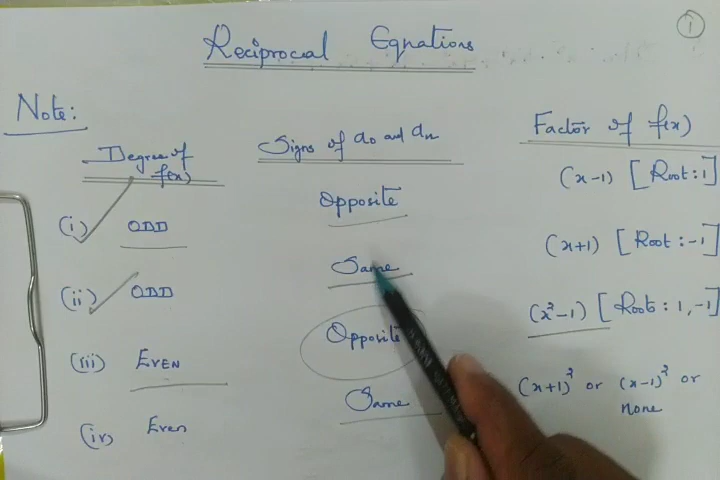 1
Reciprocal Equations
Note:
Degree of f(x)
Signs of a₀ and aₙ
Factor of f(x)
(i) ODD Opposite (x-1) [Root: 1]
(ii) ODD Same (x+1) [Root: -1]
(iii) EVEN Opposite (x²-1) [Roots: 1, -1]
(iv) Even Same (x+1)² or (x-1)² or none